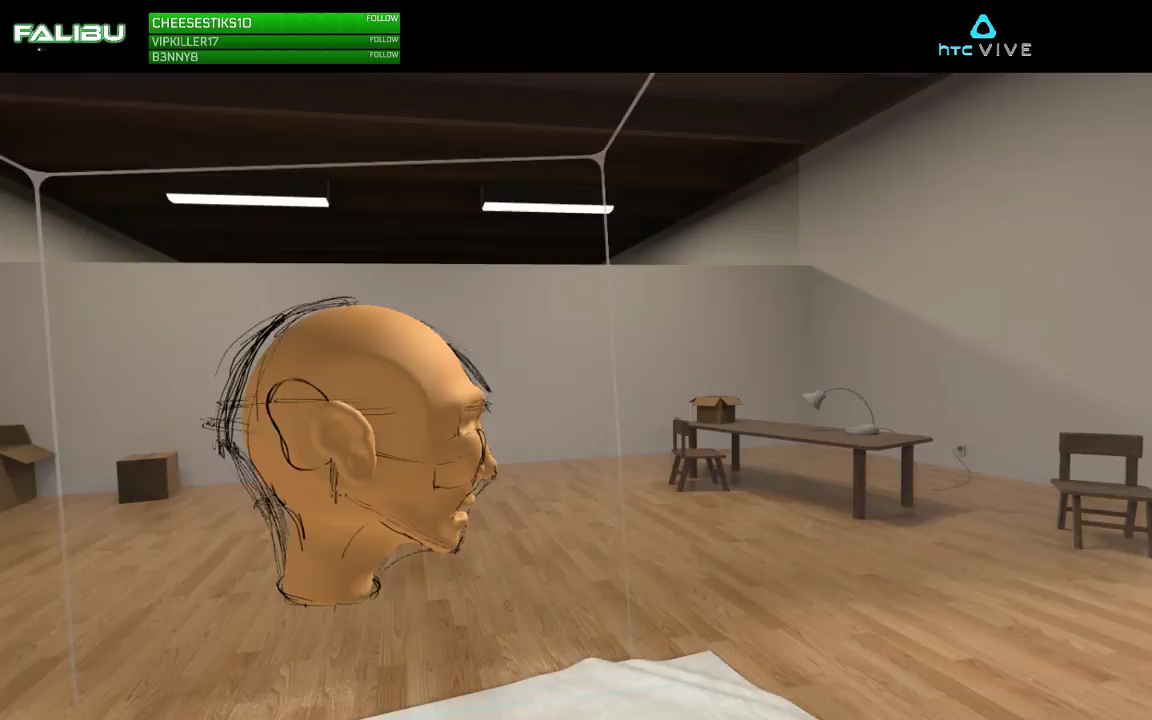 FALIBU
CHEESESTIKS10 FOLLOW
VIPKILLER17 FOLLOW
B3NNY8 FOLLOW
htc VIVE